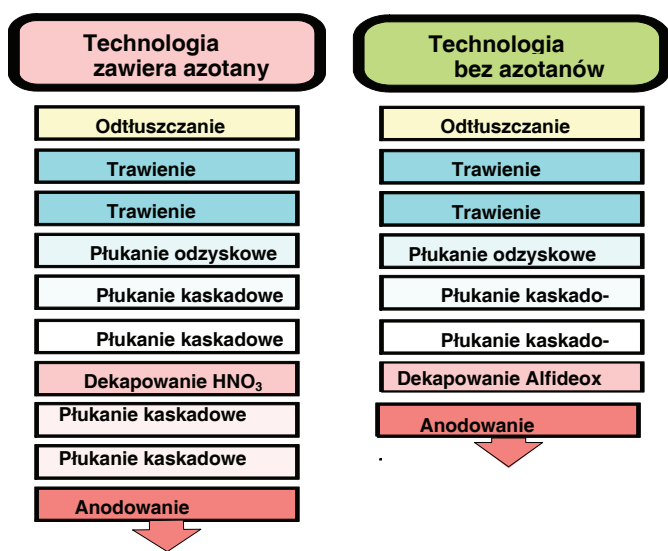 Technologia
zawiera azotany
Odtłuszczanie
Trawienie
Trawienie
Płukanie odzyskowe
Płukanie kaskadowe
Płukanie kaskadowe
Dekapowanie HNO₃
Płukanie kaskadowe
Płukanie kaskadowe
Anodowanie
Technologia
bez azotanów
Odtłuszczanie
Trawienie
Trawienie
Płukanie odzyskowe
Płukanie kaskado-
Płukanie kaskado-
Dekapowanie Alfideox
Anodowanie
.